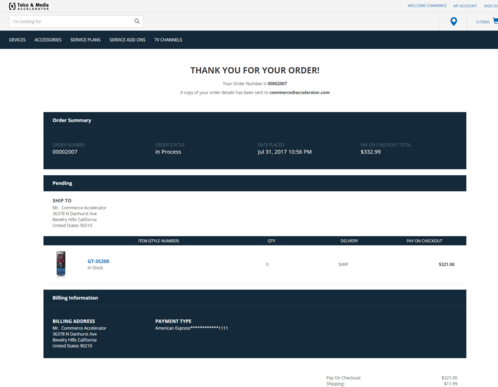 Telco & Media
ACCELERATOR
WELCOME COMMERCE MY ACCOUNT SIGN
I'm looking for
0 ITEMS
DEVICES ACCESSORIES SERVICE PLANS SERVICE ADD ONS TV CHANNELS
THANK YOU FOR YOUR ORDER!
Your Order Number is 00002007
A copy of your order details has been sent to commerce@accelerator.com
Order Summary
ORDER NUMBER ORDER STATUS DATE PLACED PAY ON CHECKOUT TOTAL
00002007 In Process Jul 31, 2017 10:56 PM $332.99
Pending
SHIP TO
Mr. Commerce Accelerator
36378 N Danhurst Ave
Bevelry Hills California
United States 90210
ITEM (STYLE NUMBER) QTY DELIVERY PAY ON CHECKOUT
GT-S5200 0 SHIP $321.00
In Stock
Billing Information
BILLING ADDRESS PAYMENT TYPE
Mr. Commerce Accelerator American Express************1111
36378 N Danhurst Ave
Bevelry Hills California
United States 90210
Pay On Checkout $321.00
Shipping: $11.99